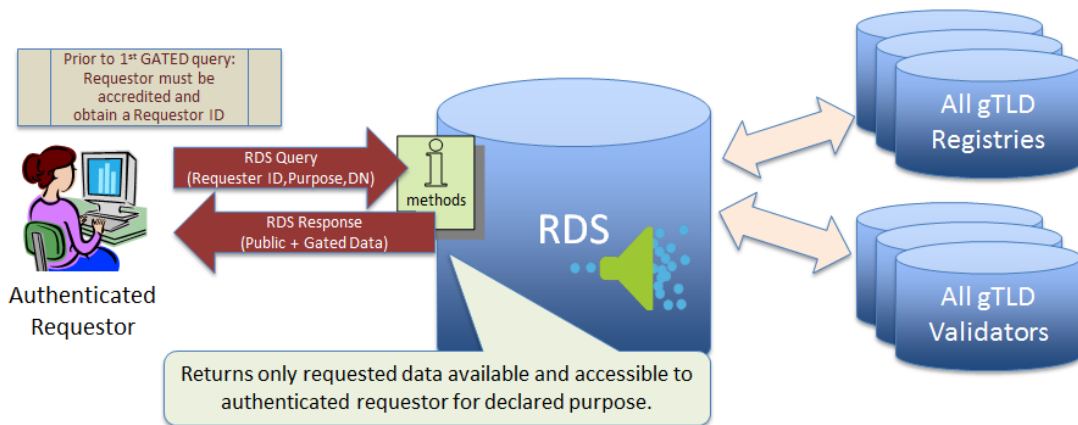 Prior to 1st GATED query:
Requestor must be
accredited and
obtain a Requestor ID
RDS Query
(Requester ID,Purpose,DN)
RDS Response
(Public + Gated Data)
i
methods
RDS
Authenticated
Requestor
All gTLD
Registries
All gTLD
Validators
Returns only requested data available and accessible to
authenticated requestor for declared purpose.